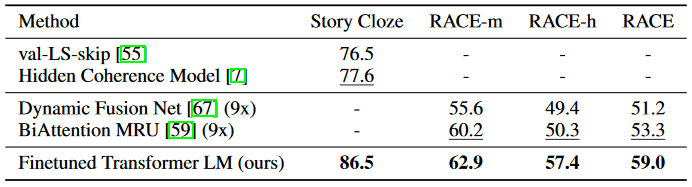 Method Story Cloze RACE-m RACE-h RACE
val-LS-skip [55] 76.5 - - -
Hidden Coherence Model [7] 77.6 - - -
Dynamic Fusion Net [67] (9x) - 55.6 49.4 51.2
BiAttention MRU [59] (9x) - 60.2 50.3 53.3
Finetuned Transformer LM (ours) 86.5 62.9 57.4 59.0